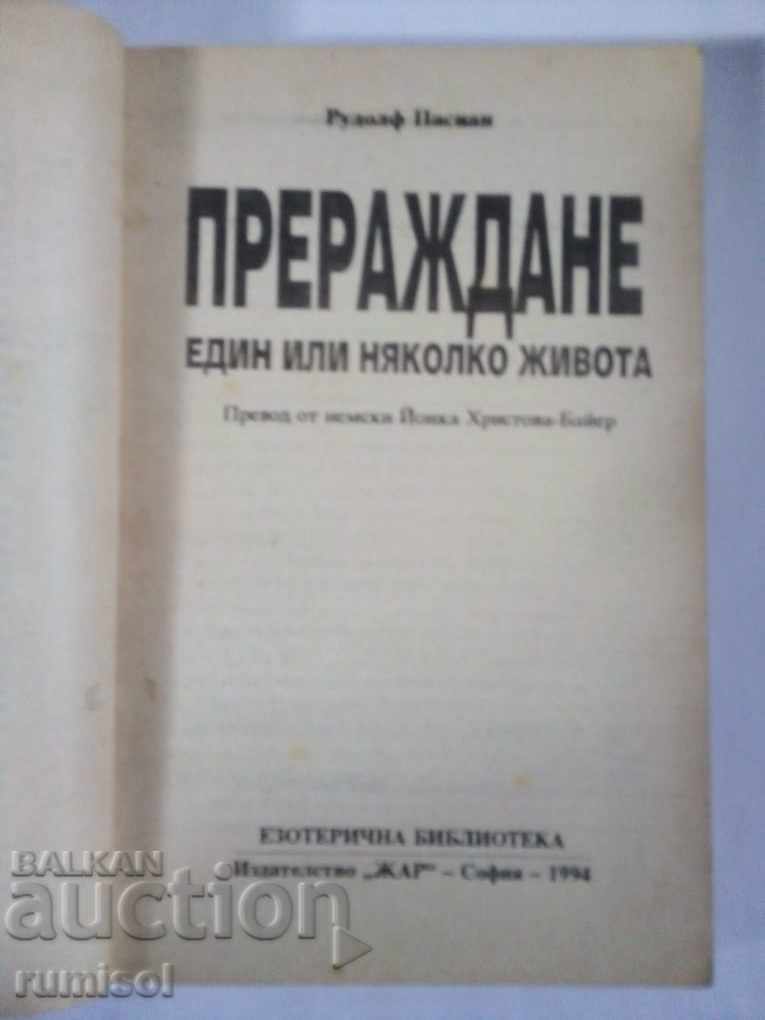 Рудолф Пасиан
ПРЕРАЖДАНЕ
ЕДИН ИЛИ НЯКОЛКО ЖИВОТА
Превод от немски Йонка Христова-Байер
ЕЗОТЕРИЧНА БИБЛИОТЕКА
Издателство „ЖАР“ – София – 1994
BALKAN
auction
rumisol